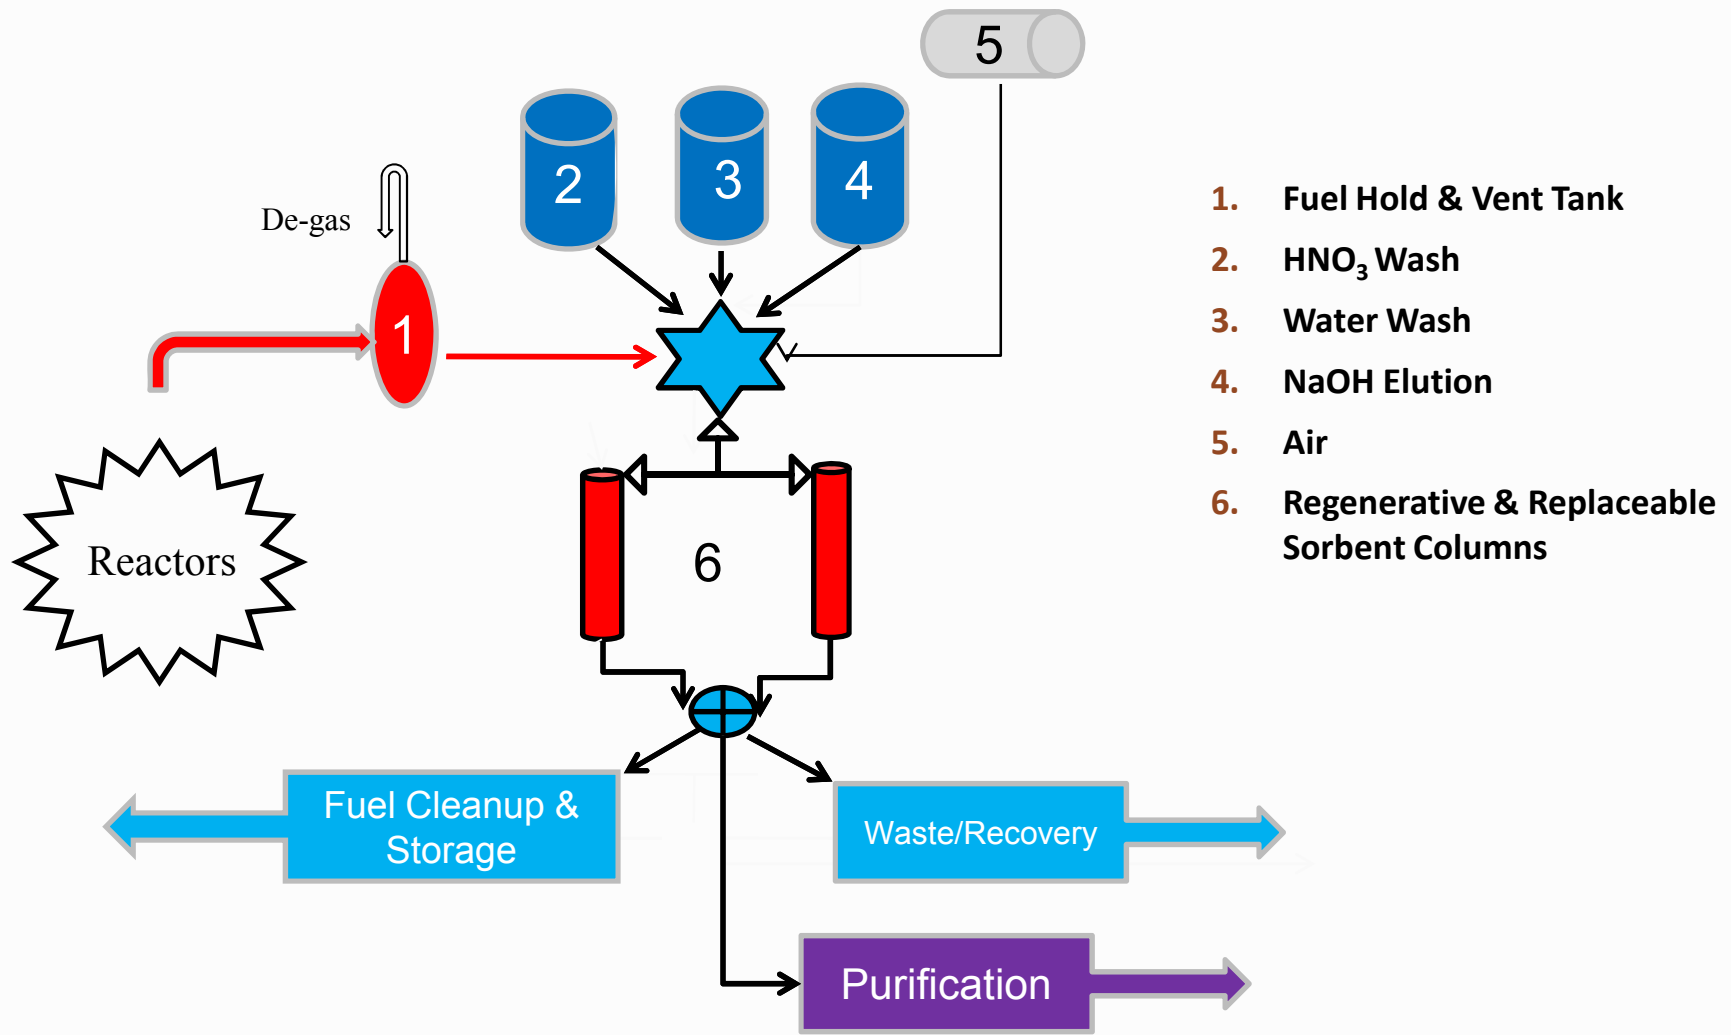 5
2
3
4
De-gas
1
Reactors
6
Fuel Cleanup &
Storage
Waste/Recovery
Purification
1. Fuel Hold & Vent Tank
2. HNO₃ Wash
3. Water Wash
4. NaOH Elution
5. Air
6. Regenerative & Replaceable
Sorbent Columns